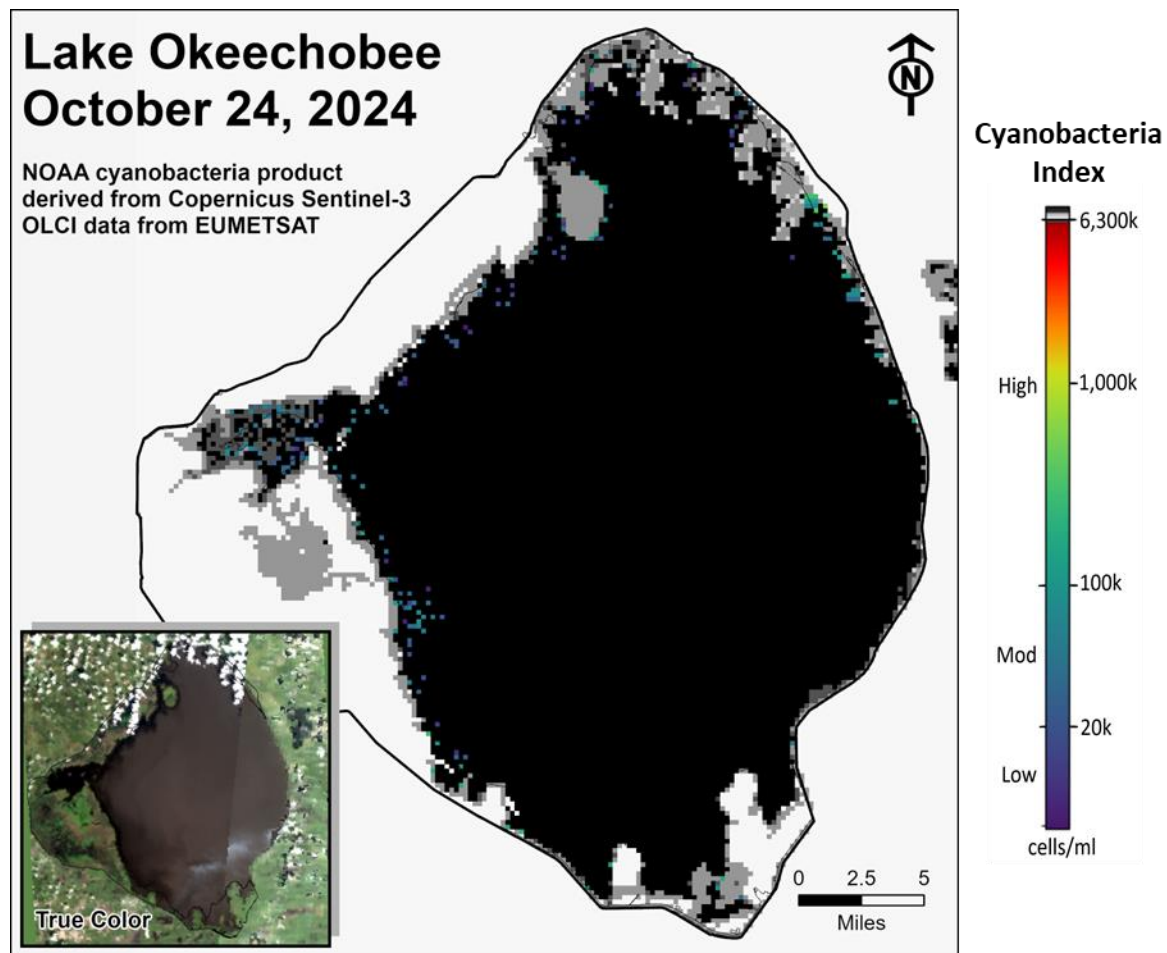 Lake Okeechobee
October 24, 2024
NOAA cyanobacteria product
derived from Copernicus Sentinel-3
OLCI data from EUMETSAT
N
Cyanobacteria
Index
6,300k
High
1,000k
100k
Mod
20k
Low
cells/ml
True Color
0 2.5 5
Miles